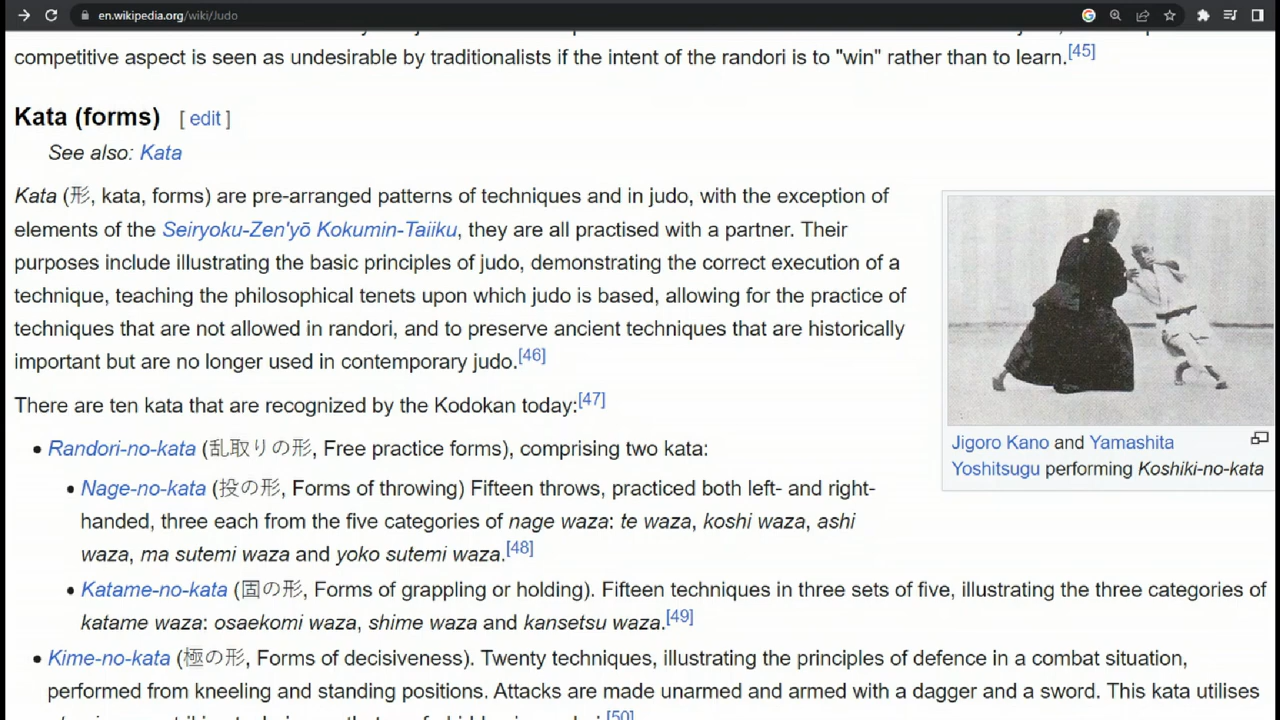 en.wikipedia.org/wiki/Judo
competitive aspect is seen as undesirable by traditionalists if the intent of the randori is to "win" rather than to learn.[45]
Kata (forms) [ edit ]
See also: Kata
Kata (形, kata, forms) are pre-arranged patterns of techniques and in judo, with the exception of
elements of the Seiryoku-Zen'yō Kokumin-Taiiku, they are all practised with a partner. Their
purposes include illustrating the basic principles of judo, demonstrating the correct execution of a
technique, teaching the philosophical tenets upon which judo is based, allowing for the practice of
techniques that are not allowed in randori, and to preserve ancient techniques that are historically
important but are no longer used in contemporary judo.[46]
There are ten kata that are recognized by the Kodokan today:[47]
• Randori-no-kata (乱取りの形, Free practice forms), comprising two kata:
• Nage-no-kata (投の形, Forms of throwing) Fifteen throws, practiced both left- and right-
handed, three each from the five categories of nage waza: te waza, koshi waza, ashi
waza, ma sutemi waza and yoko sutemi waza.[48]
• Katame-no-kata (固の形, Forms of grappling or holding). Fifteen techniques in three sets of five, illustrating the three categories of
katame waza: osaekomi waza, shime waza and kansetsu waza.[49]
• Kime-no-kata (極の形, Forms of decisiveness). Twenty techniques, illustrating the principles of defence in a combat situation,
performed from kneeling and standing positions. Attacks are made unarmed and armed with a dagger and a sword. This kata utilises
[50]
Jigoro Kano and Yamashita
Yoshitsugu performing Koshiki-no-kata